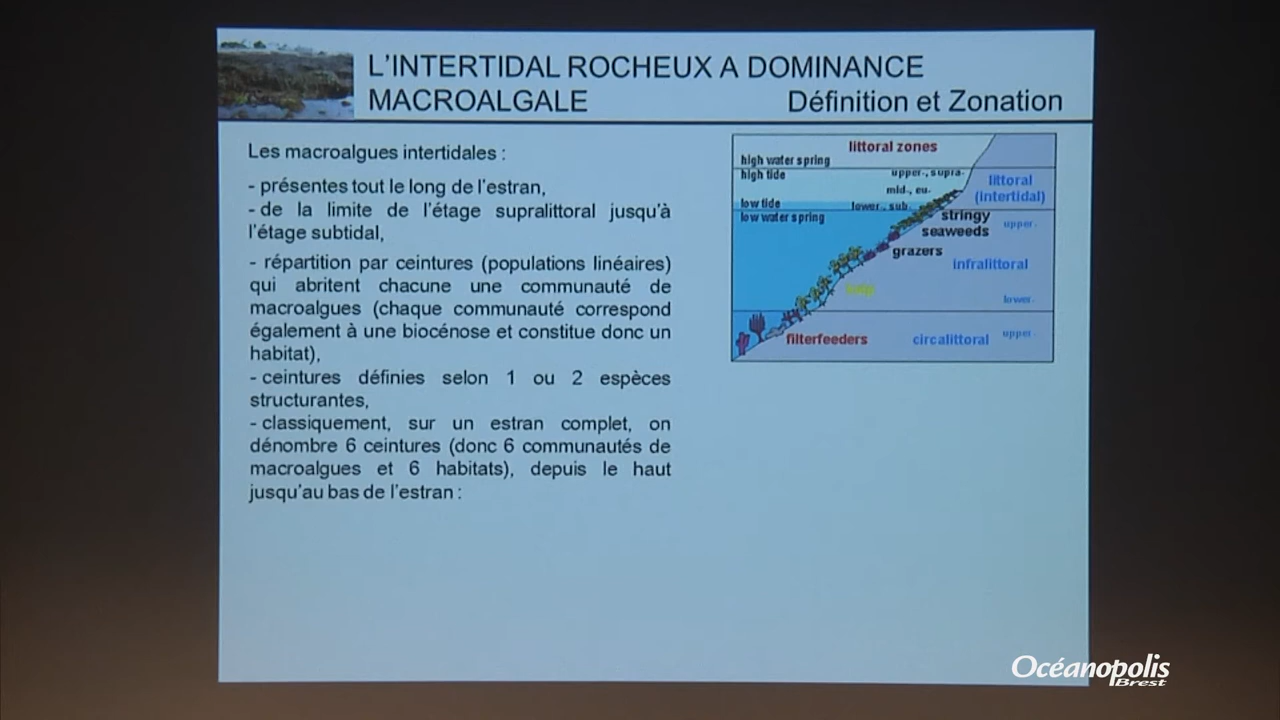 L'INTERTIDAL ROCHEUX A DOMINANCE
MACROALGALE
Définition et Zonation
Les macroalgues intertidales :
- présentes tout le long de l'estran,
- de la limite de l'étage supralittoral jusqu'à
l'étage subtidal,
- répartition par ceintures (populations linéaires)
qui abritent chacune une communauté de
macroalgues (chaque communauté correspond
également à une biocénose et constitue donc un
habitat),
- ceintures définies selon 1 ou 2 espèces
structurantes,
- classiquement, sur un estran complet, on
dénombre 6 ceintures (donc 6 communautés de
macroalgues et 6 habitats), depuis le haut
jusqu'au bas de l'estran :
littoral zones
high water spring
high tide
upper-, supra-
mid-, eu-
low tide
lower-, sub-
low water spring
littoral
(intertidal)
stringy
seaweeds
upper-
grazers
infralittoral
kelp
lower-
filterfeeders
circalittoral
upper-
Océanopolis
Brest